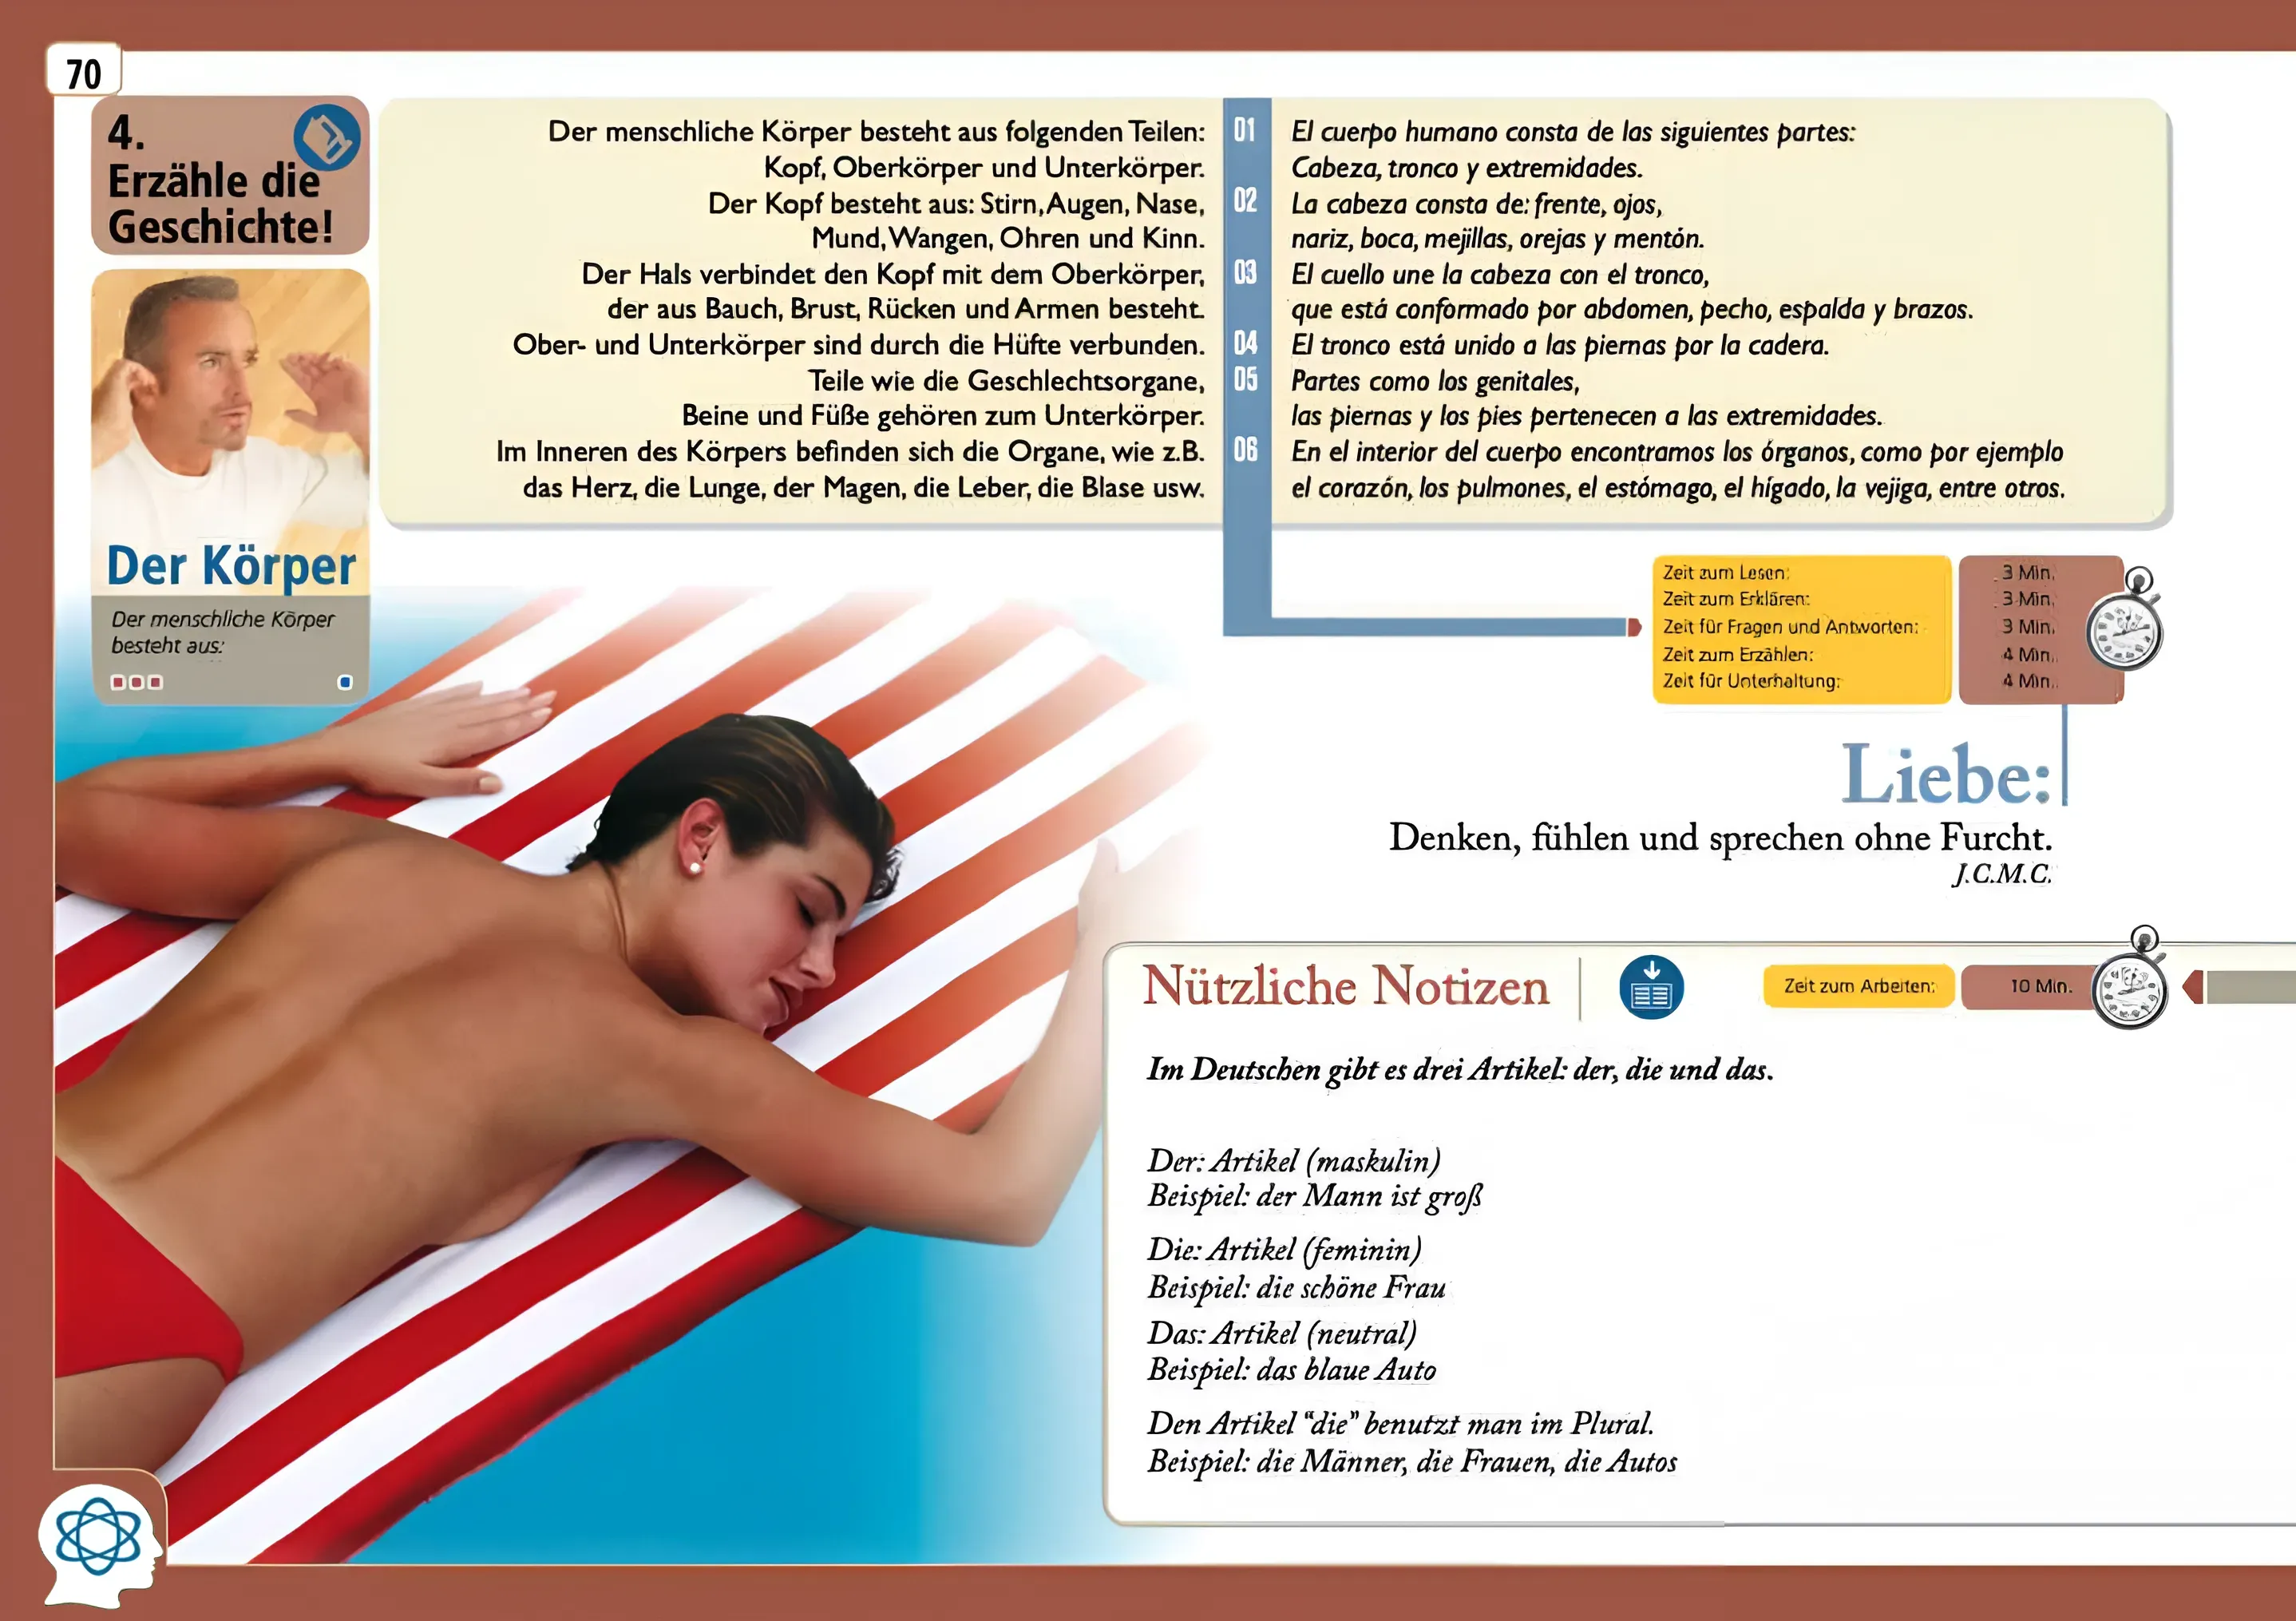 70
4.
Erzähle die
Geschichte!
Der Körper
Der menschliche Körper
besteht aus:
Der menschliche Körper besteht aus folgenden Teilen:
Kopf, Oberkörper und Unterkörper.
Der Kopf besteht aus: Stirn, Augen, Nase,
Mund, Wangen, Ohren und Kinn.
Der Hals verbindet den Kopf mit dem Oberkörper,
der aus Bauch, Brust, Rücken und Armen besteht.
Ober- und Unterkörper sind durch die Hüfte verbunden.
Teile wie die Geschlechtsorgane,
Beine und Füße gehören zum Unterkörper.
Im Inneren des Körpers befinden sich die Organe, wie z.B.
das Herz, die Lunge, der Magen, die Leber, die Blase usw.
01
02
03
04
05
06
El cuerpo humano consta de las siguientes partes:
Cabeza, tronco y extremidades.
La cabeza consta de: frente, ojos,
nariz, boca, mejillas, orejas y mentón.
El cuello une la cabeza con el tronco,
que está conformado por abdomen, pecho, espalda y brazos.
El tronco está unido a las piernas por la cadera.
Partes como los genitales,
las piernas y los pies pertenecen a las extremidades.
En el interior del cuerpo encontramos los órganos, como por ejemplo
el corazón, los pulmones, el estómago, el hígado, la vejiga, entre otros.
Zeit zum Lesen: 3 Min.
Zeit zum Erklären: 3 Min.
Zeit für Fragen und Antworten: 3 Min.
Zeit zum Erzählen: 4 Min.
Zeit für Unterhaltung: 4 Min.
Liebe:
Denken, fühlen und sprechen ohne Furcht.
J.C.M.C.
Nützliche Notizen
Zeit zum Arbeiten: 10 Min.
Im Deutschen gibt es drei Artikel: der, die und das.
Der: Artikel (maskulin)
Beispiel: der Mann ist groß
Die: Artikel (feminin)
Beispiel: die schöne Frau
Das: Artikel (neutral)
Beispiel: das blaue Auto
Den Artikel "die" benutzt man im Plural.
Beispiel: die Männer, die Frauen, die Autos